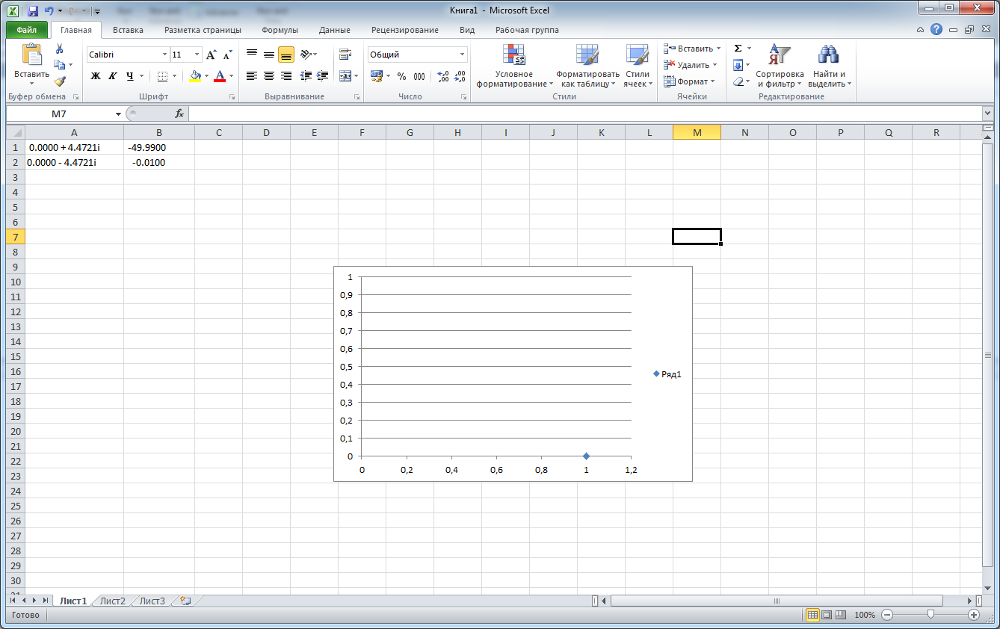 Книга1 - Microsoft Excel
Файл Главная Вставка Разметка страницы Формулы Данные Рецензирование Вид Рабочая группа
Вставить
Calibri 11
Общий
Ж К Ч
% 000
Условное форматирование
Форматировать как таблицу
Стили ячеек
Вставить
Удалить
Формат
Σ
Сортировка и фильтр
Найти и выделить
Буфер обмена Шрифт Выравнивание Число Стили Ячейки Редактирование
M7 fx
A B C D E F G H I J K L M N O P Q R
1 0.0000 + 4.4721i -49.9900
2 0.0000 - 4.4721i -0.0100
3
4
5
6
7
8
9
10
11
12
13
14
15
16
17
18
19
20
21
22
23
24
25
26
27
28
29
30
1
0,9
0,8
0,7
0,6
0,5
0,4
0,3
0,2
0,1
0
0 0,2 0,4 0,6 0,8 1 1,2
Ряд1
Лист1 Лист2 Лист3
Готово 100%